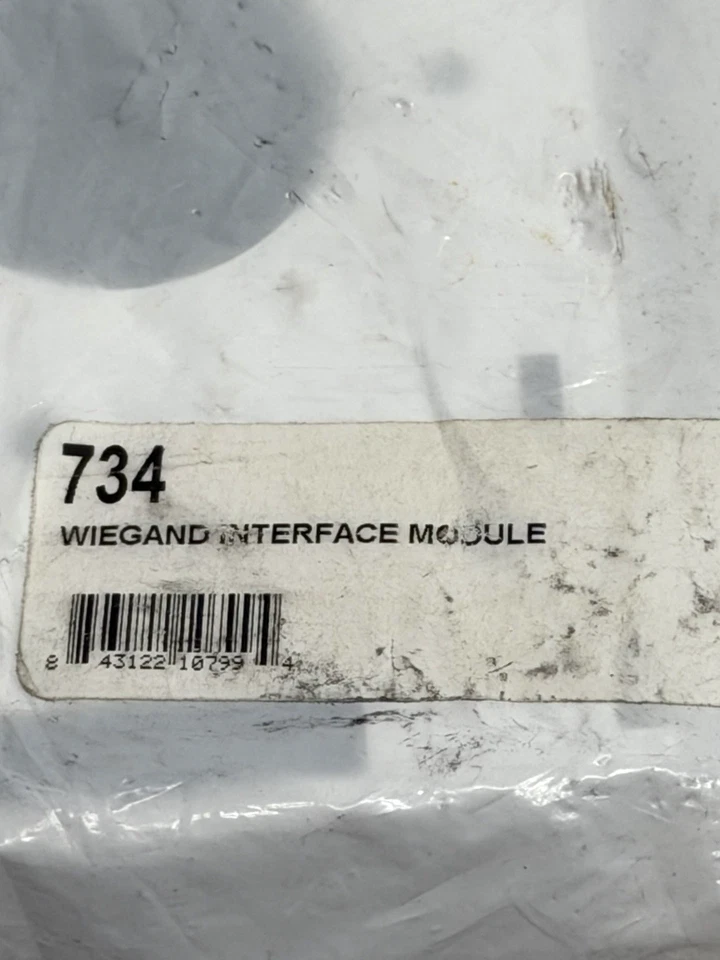 734
WIEGAND INTERFACE MODULE
8 43122 10799 4